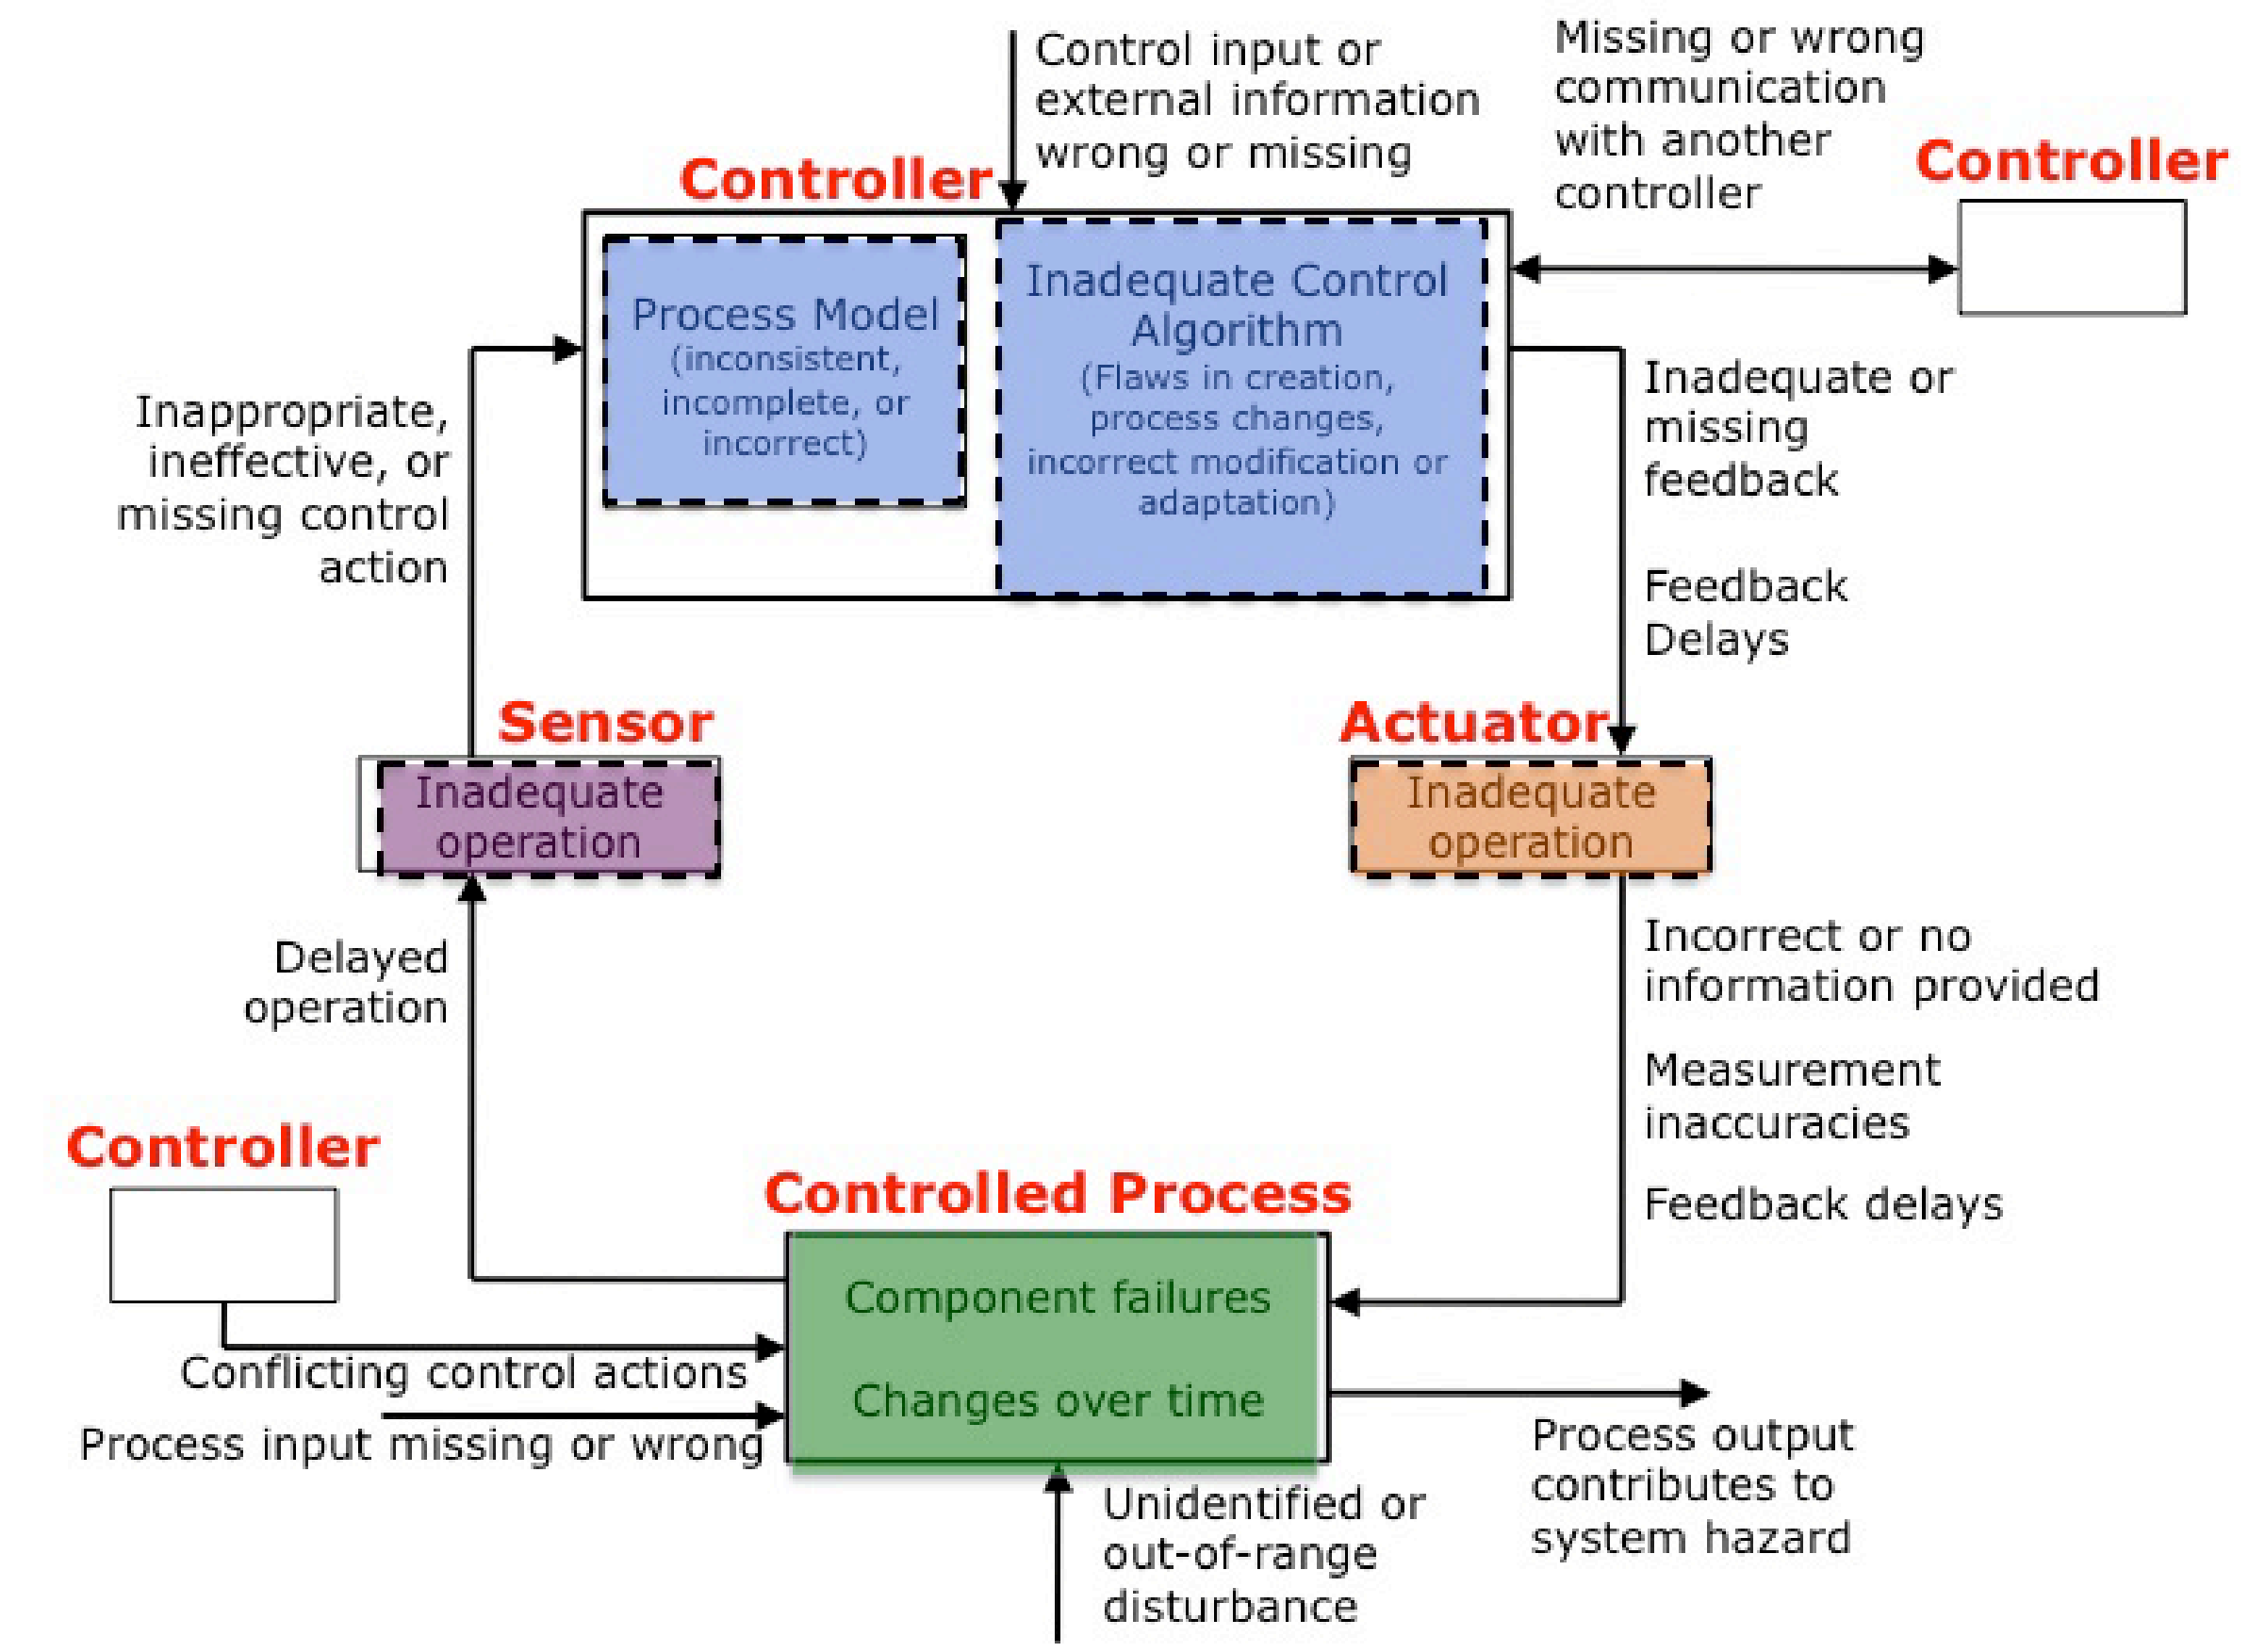 Control input or
external information
wrong or missing
Missing or wrong
communication
with another
controller
Controller
Controller
Process Model
(inconsistent,
incomplete, or
incorrect)
Inadequate Control
Algorithm
(Flaws in creation,
process changes,
incorrect modification or
adaptation)
Inappropriate,
ineffective, or
missing control
action
Inadequate or
missing
feedback
Feedback
Delays
Sensor
Inadequate
operation
Actuator
Inadequate
operation
Delayed
operation
Incorrect or no
information provided
Measurement
inaccuracies
Feedback delays
Controller
Controlled Process
Component failures
Changes over time
Conflicting control actions
Process input missing or wrong
Unidentified or
out-of-range
disturbance
Process output
contributes to
system hazard